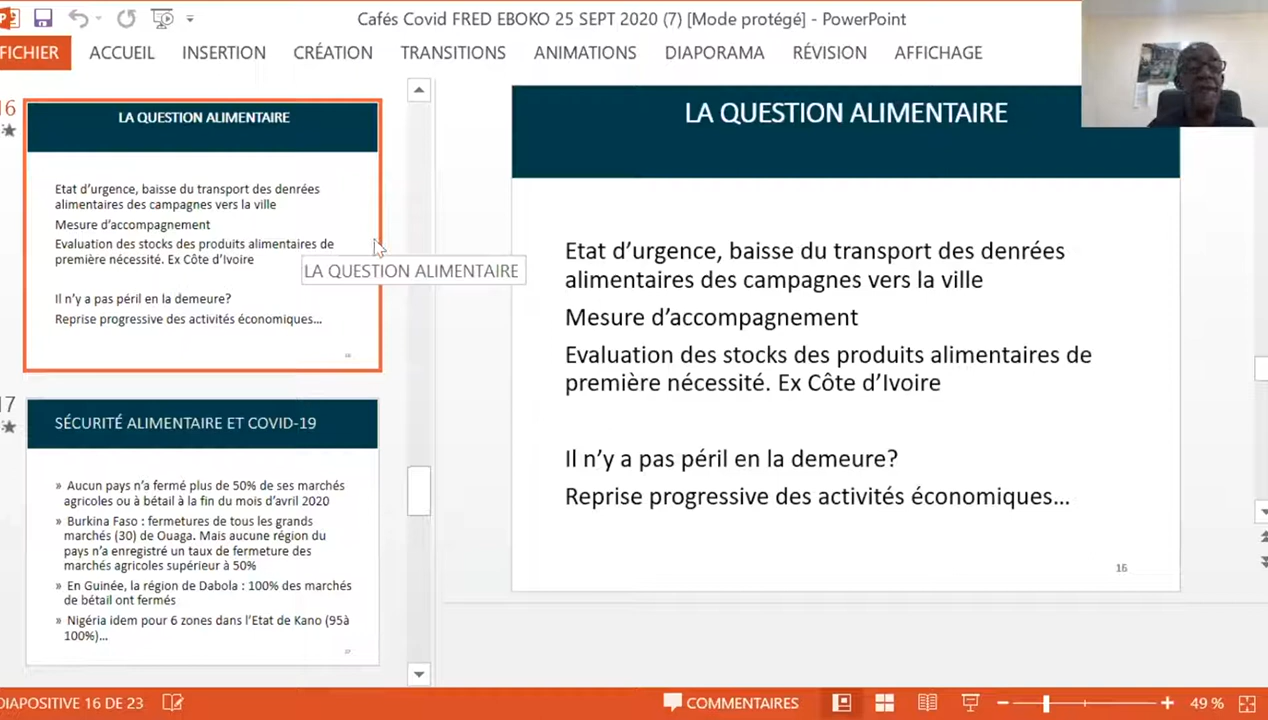 Cafés Covid FRED EBOKO 25 SEPT 2020 (7) [Mode protégé] - PowerPoint
FICHIER ACCUEIL INSERTION CRÉATION TRANSITIONS ANIMATIONS DIAPORAMA RÉVISION AFFICHAGE
16
LA QUESTION ALIMENTAIRE
Etat d'urgence, baisse du transport des denrées
alimentaires des campagnes vers la ville
Mesure d'accompagnement
Evaluation des stocks des produits alimentaires de
première nécessité. Ex Côte d'Ivoire
LA QUESTION ALIMENTAIRE
Il n'y a pas péril en la demeure?
Reprise progressive des activités économiques...
16
17
SÉCURITÉ ALIMENTAIRE ET COVID-19
» Aucun pays n'a fermé plus de 50% de ses marchés
agricoles ou à bétail à la fin du mois d'avril 2020
» Burkina Faso : fermetures de tous les grands
marchés (30) de Ouaga. Mais aucune région du
pays n'a enregistré un taux de fermeture des
marchés agricoles supérieur à 50%
» En Guinée, la région de Dabola : 100% des marchés
de bétail ont fermés
» Nigéria idem pour 6 zones dans l'Etat de Kano (95à
100%)...
17
LA QUESTION ALIMENTAIRE
Etat d'urgence, baisse du transport des denrées
alimentaires des campagnes vers la ville
Mesure d'accompagnement
Evaluation des stocks des produits alimentaires de
première nécessité. Ex Côte d'Ivoire
Il n'y a pas péril en la demeure?
Reprise progressive des activités économiques...
16
DIAPOSITIVE 16 DE 23 COMMENTAIRES 49 %